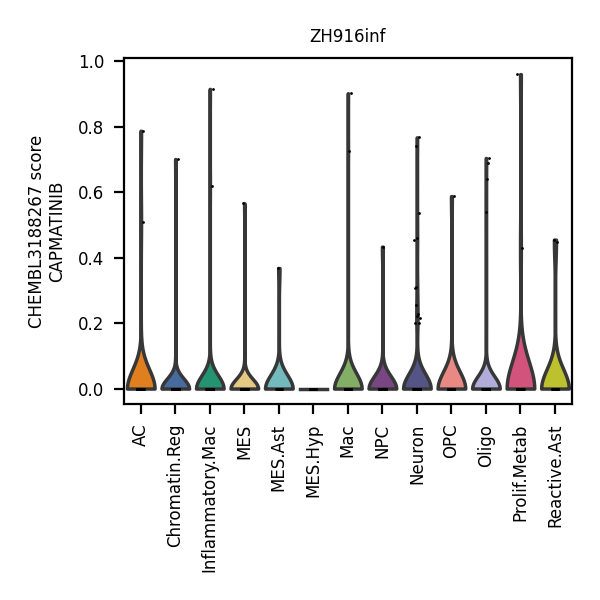 ZH916inf
CHEMBL3188267 score
CAPMATINIB
1.0
0.8
0.6
0.4
0.2
0.0
AC
Chromatin.Reg
Inflammatory.Mac
MES
MES.Ast
MES.Hyp
Mac
NPC
Neuron
OPC
Oligo
Prolif.Metab
Reactive.Ast